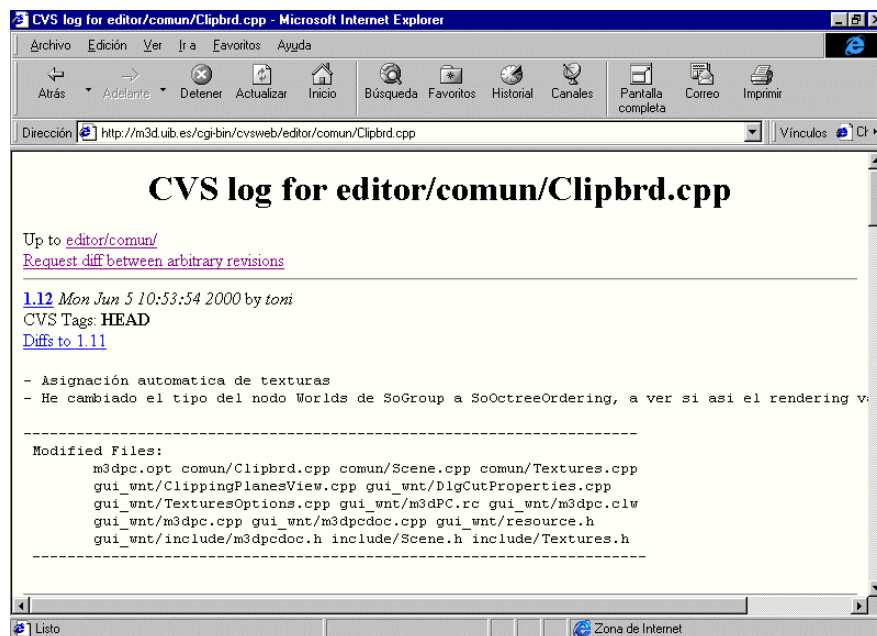 CVS log for editor/comun/Clipbrd.cpp - Microsoft Internet Explorer
Archivo Edición Ver Ir a Favoritos Ayuda
Atrás Adelante Detener Actualizar Inicio Búsqueda Favoritos Historial Canales Pantalla completa Correo Imprimir
Dirección http://m3d.uib.es/cgi-bin/cvsweb/editor/comun/Clipbrd.cpp Vínculos
CVS log for editor/comun/Clipbrd.cpp
Up to editor/comun/
Request diff between arbitrary revisions
1.12 Mon Jun 5 10:53:54 2000 by toni
CVS Tags: HEAD
Diffs to 1.11
- Asignación automatica de texturas
- He cambiado el tipo del nodo Worlds de SoGroup a SoOctreeOrdering, a ver si asi el rendering
----------------------------------------------------------------------
Modified Files:
m3dpc.opt comun/Clipbrd.cpp comun/Scene.cpp comun/Textures.cpp
gui_wnt/ClippingPlanesView.cpp gui_wnt/DlgCutProperties.cpp
gui_wnt/TexturesOptions.cpp gui_wnt/m3dPC.rc gui_wnt/m3dpc.clw
gui_wnt/m3dpc.cpp gui_wnt/m3dpcdoc.cpp gui_wnt/resource.h
gui_wnt/include/m3dpcdoc.h include/Scene.h include/Textures.h
----------------------------------------------------------------------
Listo Zona de Internet